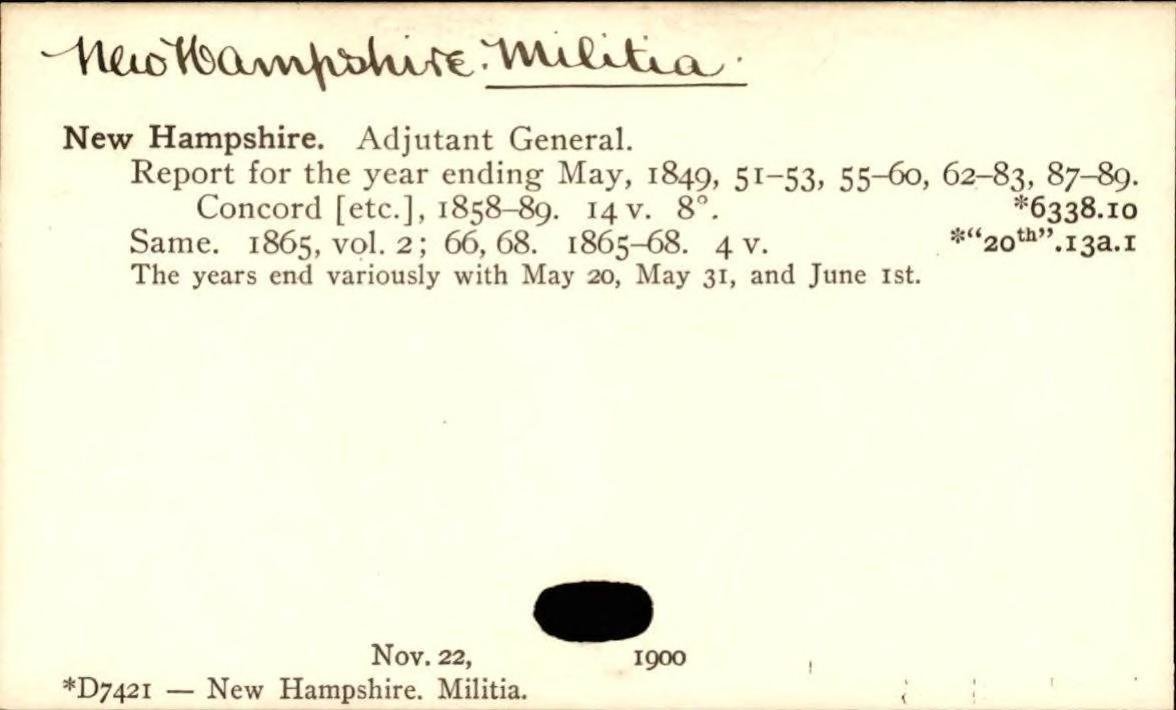 New Hampshire. Militia.
New Hampshire. Adjutant General.
Report for the year ending May, 1849, 51–53, 55–60, 62–83, 87–89.
Concord [etc.], 1858–89. 14 v. 8°. *6338.10
Same. 1865, vol. 2; 66, 68. 1865–68. 4 v. *“20th”.13a.1
The years end variously with May 20, May 31, and June 1st.
Nov. 22, 1900
*D7421 — New Hampshire. Militia.